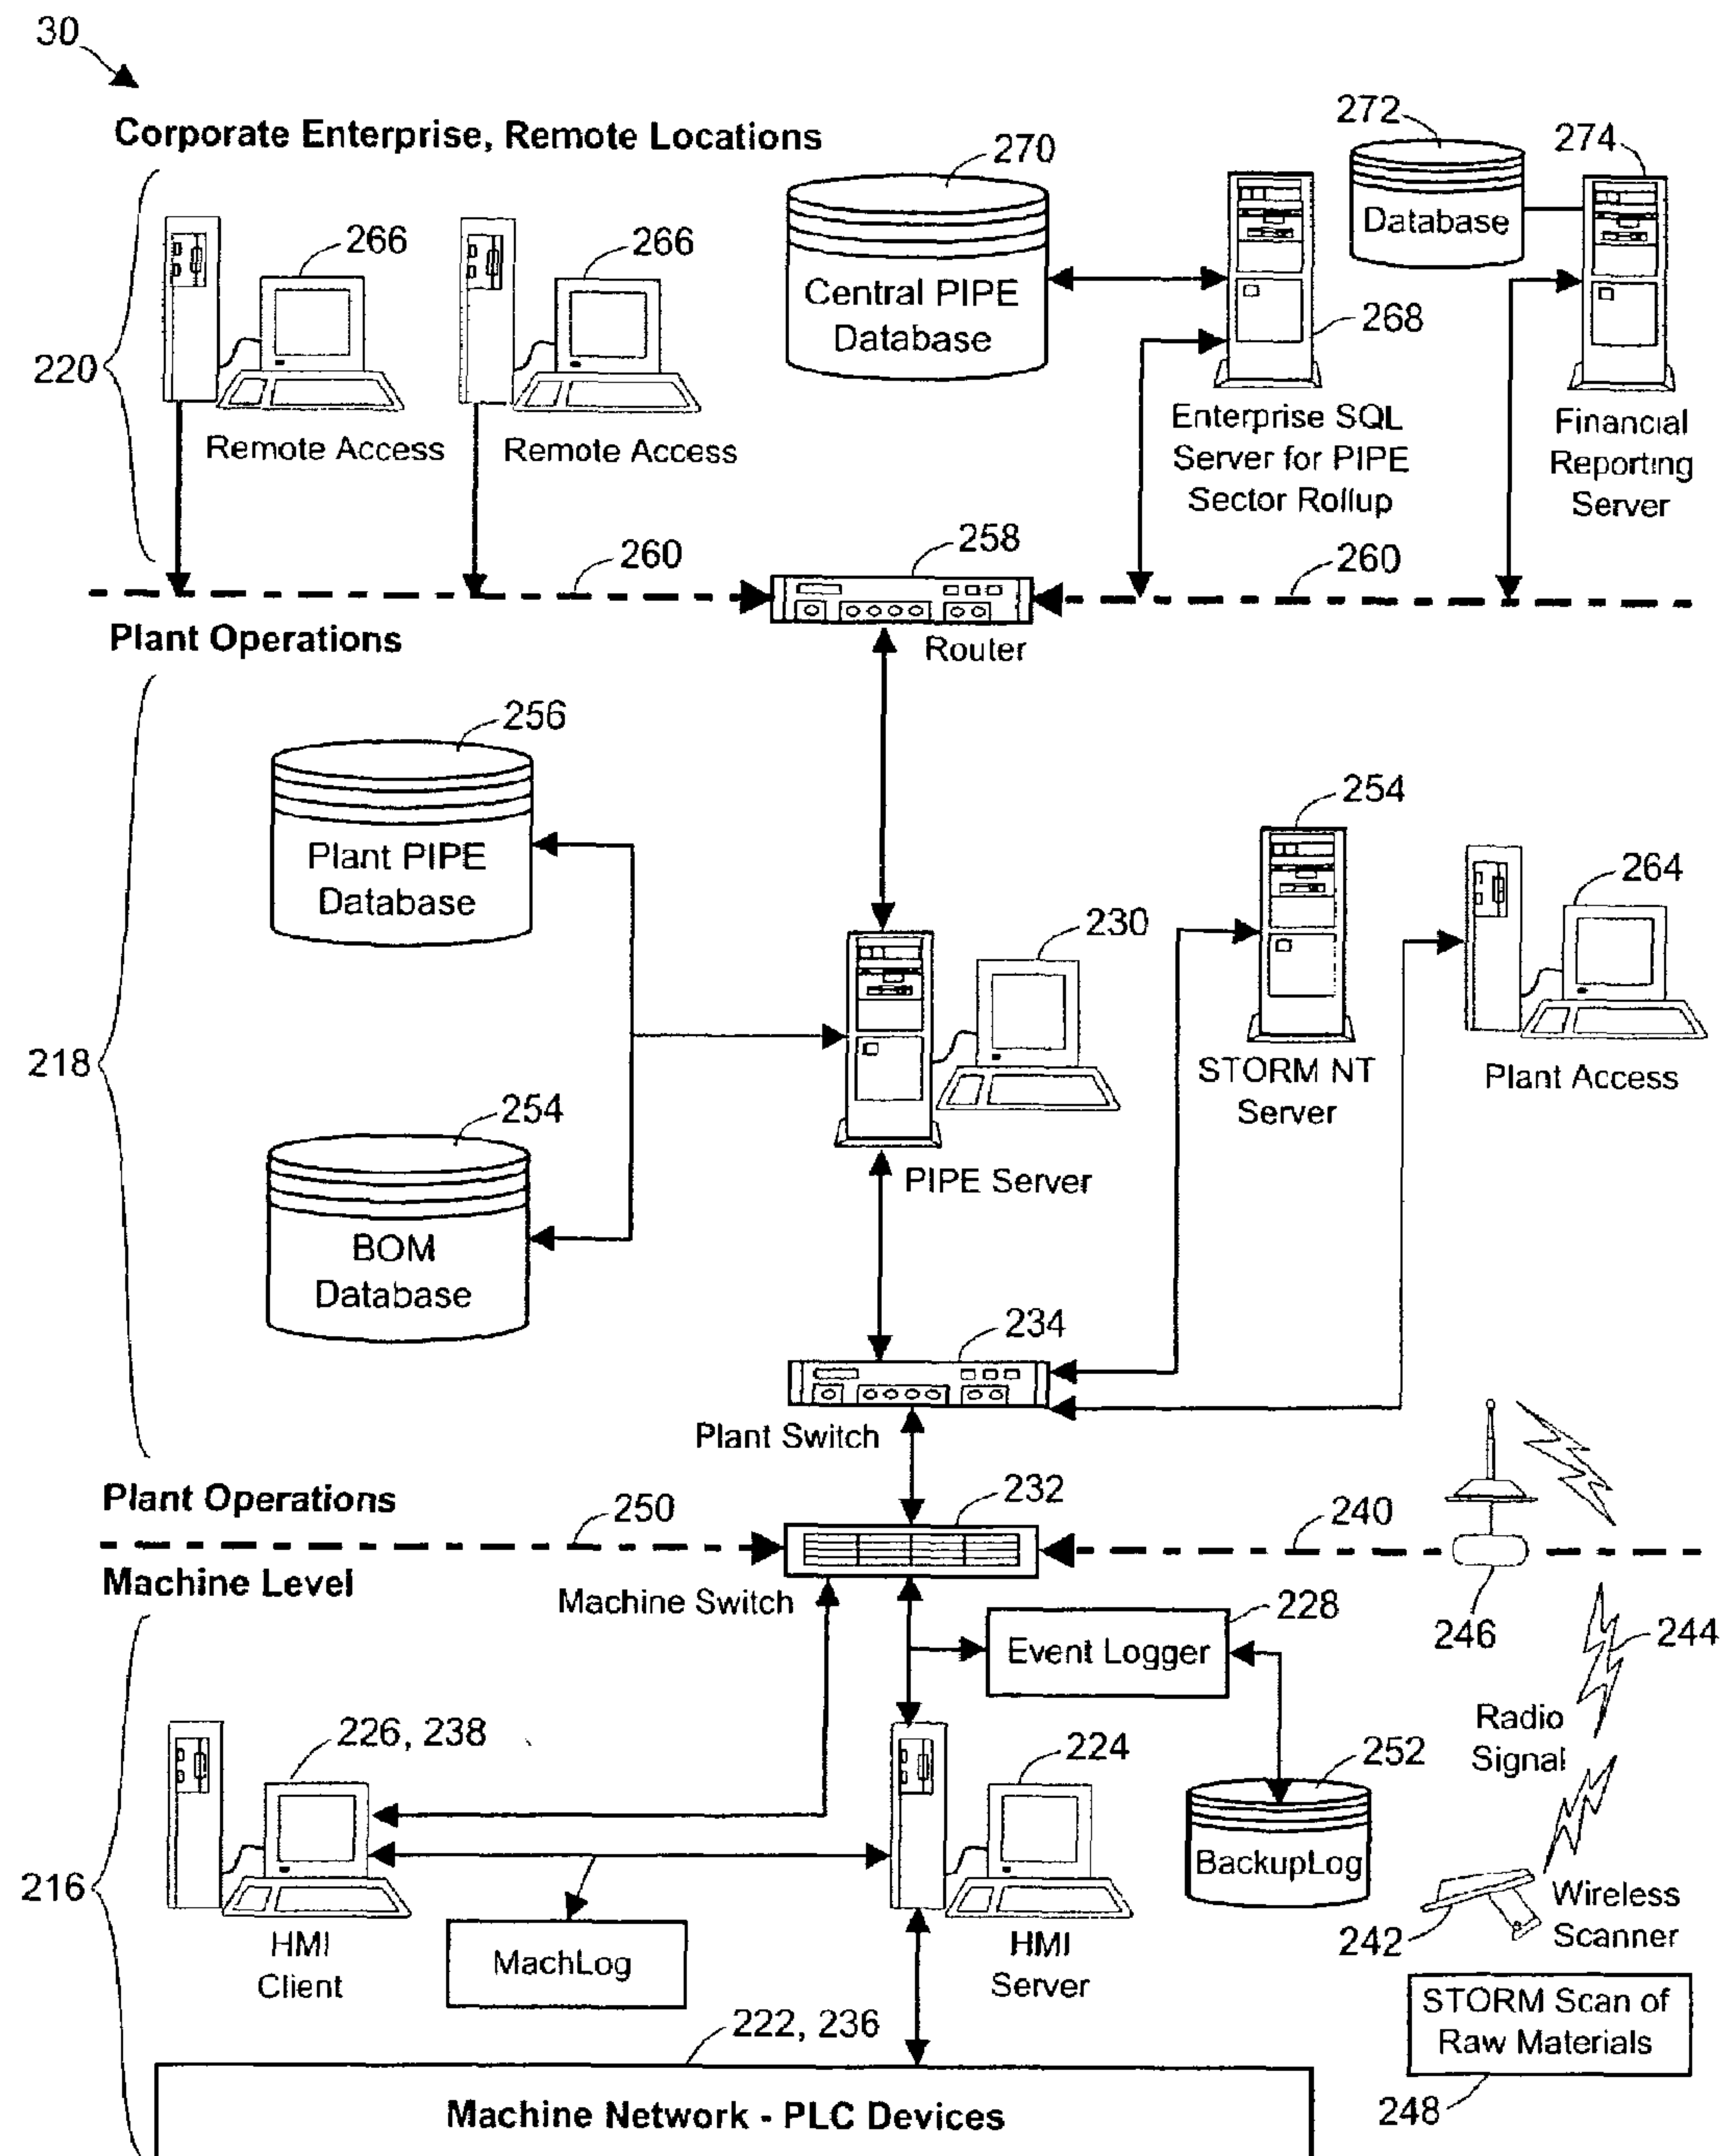 30
Corporate Enterprise, Remote Locations
220
266
Remote Access
266
Remote Access
270
Central PIPE
Database
268
Enterprise SQL
Server for PIPE
Sector Rollup
272
Database
274
Financial
Reporting
Server
260
258
Router
260
Plant Operations
218
256
Plant PIPE
Database
254
BOM
Database
230
PIPE Server
254
STORM NT
Server
264
Plant Access
234
Plant Switch
Plant Operations
250
232
240
Machine Level
Machine Switch
246
244
Radio
Signal
228
Event Logger
216
226, 238
HMI
Client
MachLog
224
HMI
Server
252
BackupLog
242
Wireless
Scanner
STORM Scan of
Raw Materials
248
222, 236
Machine Network - PLC Devices